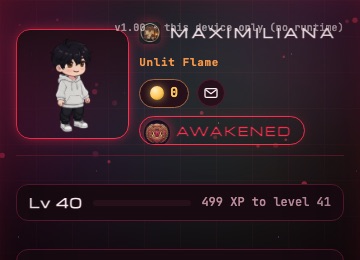 v1.00 · this device only (no runtime)
MAXIMILIANA
Unlit Flame
0
AWAKENED
Lv 40
499 XP to level 41